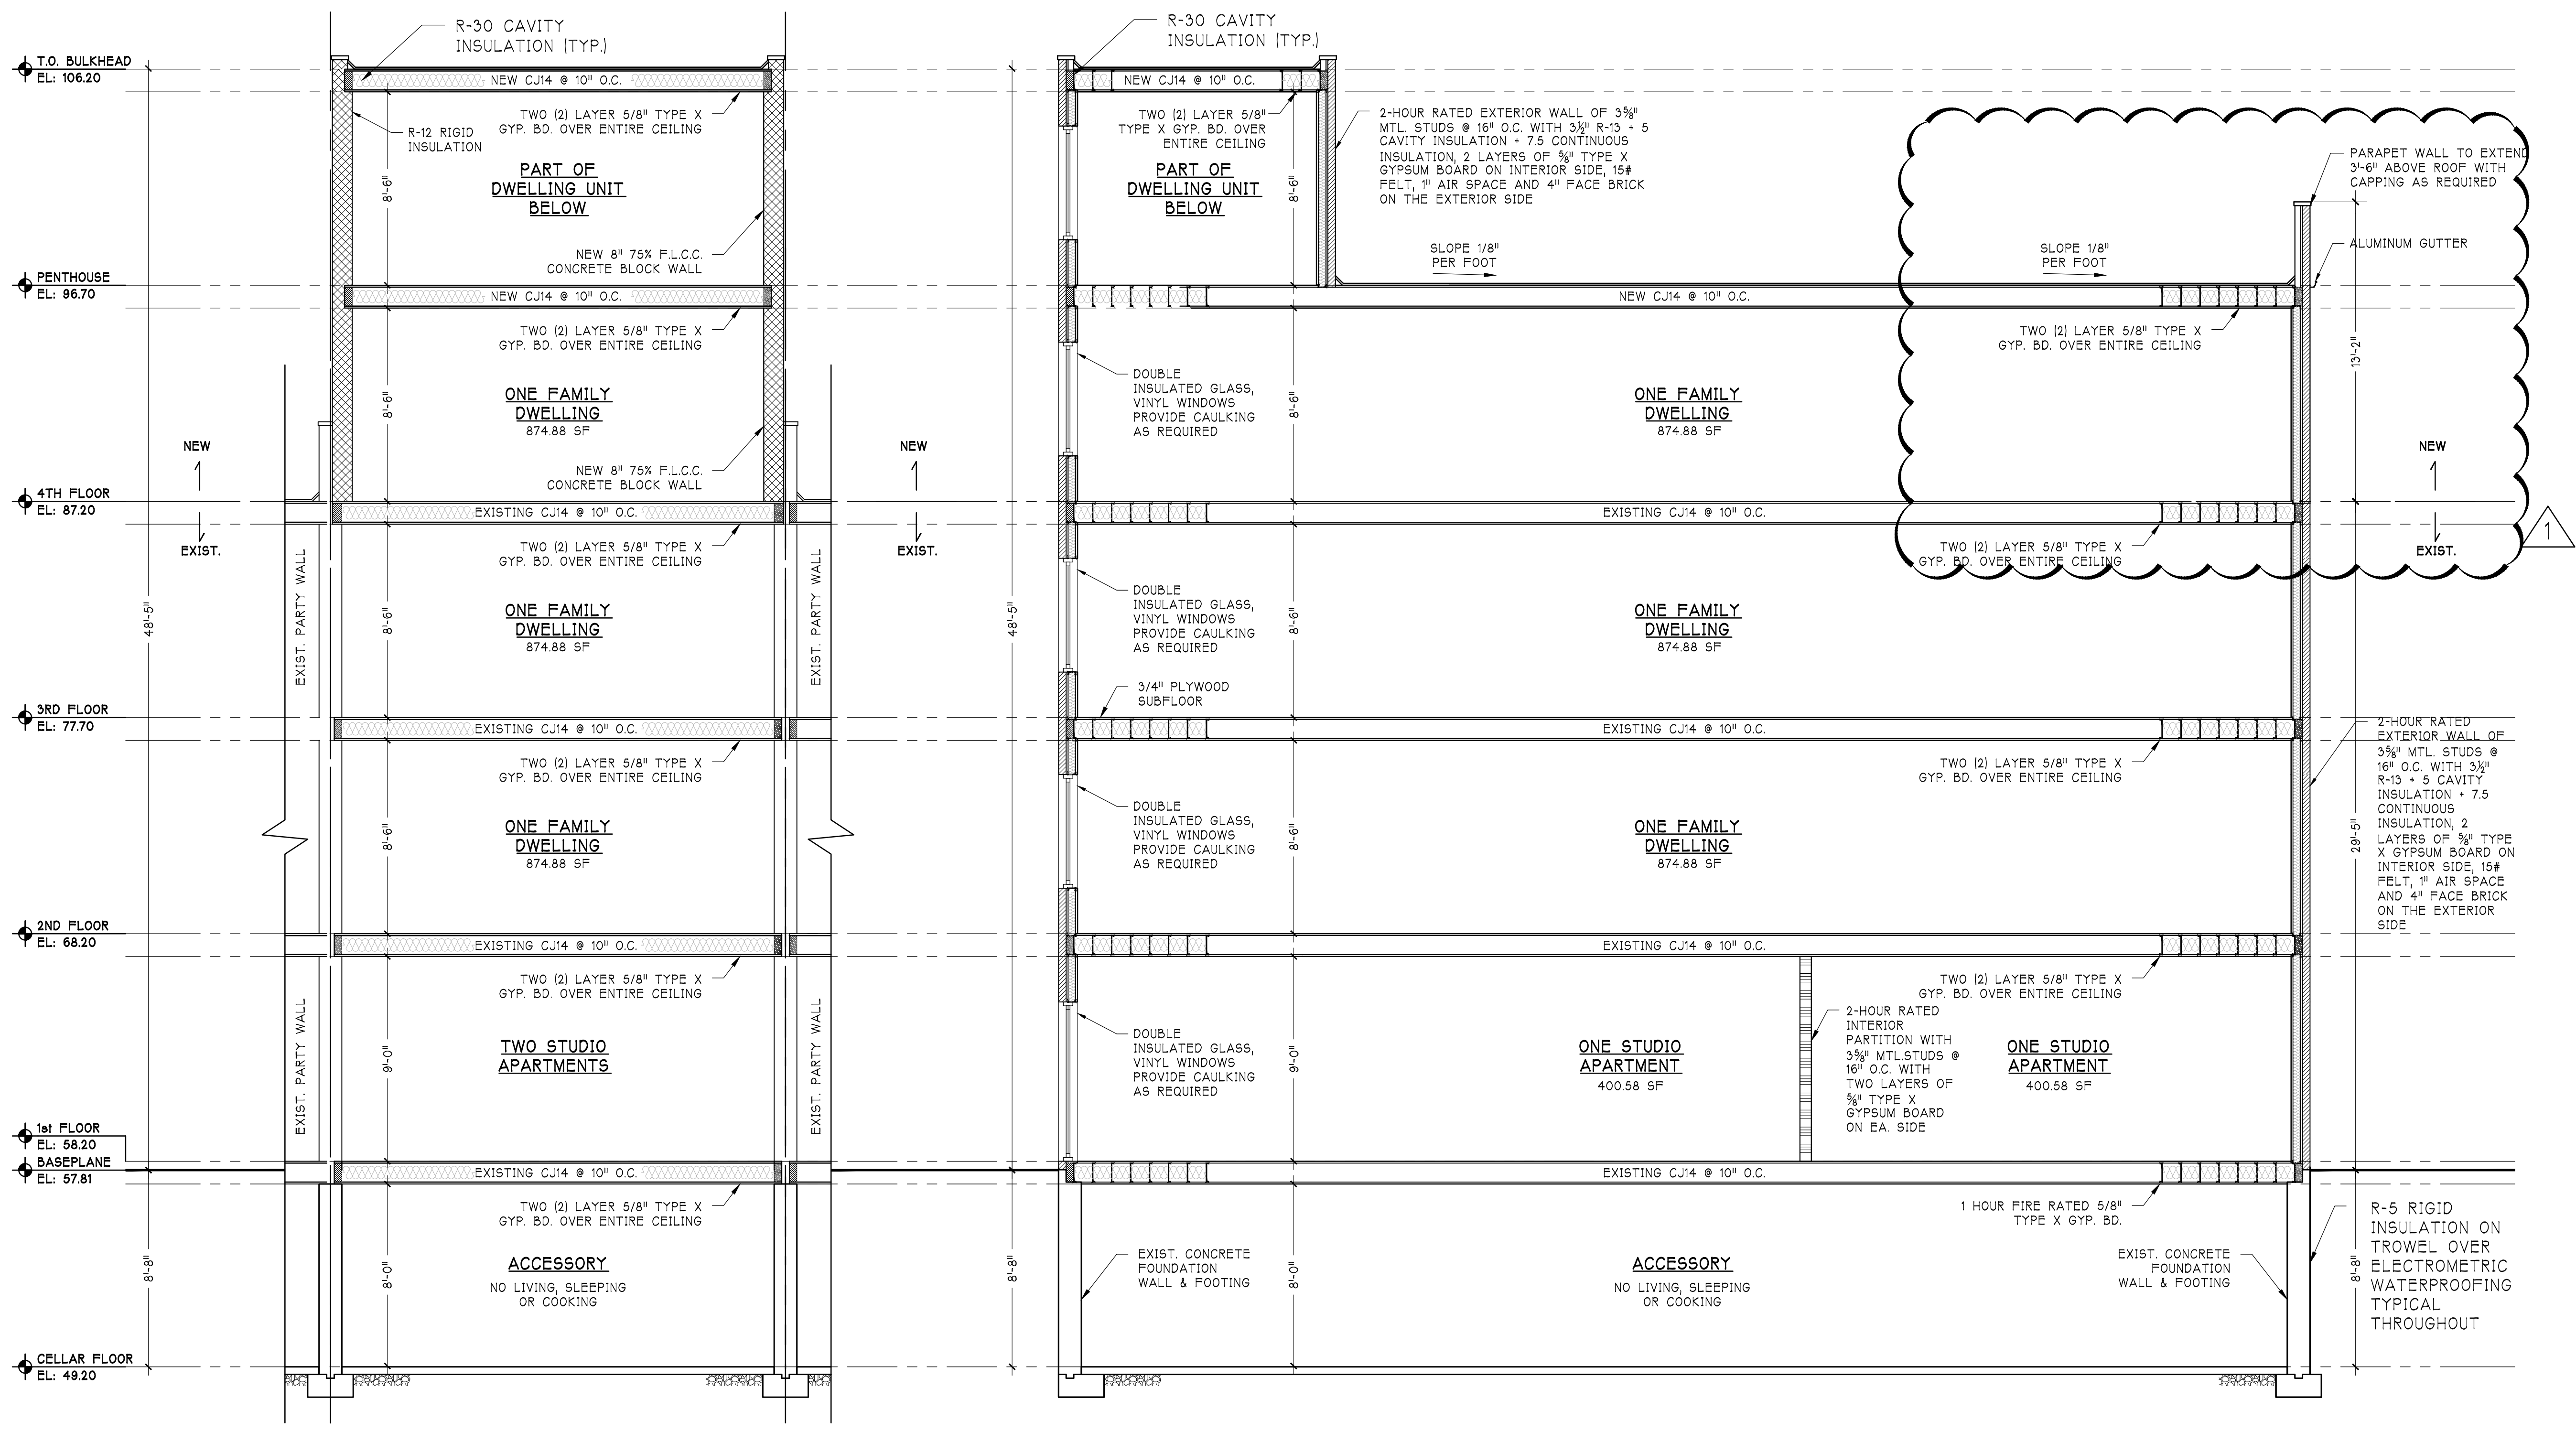 T.O. BULKHEAD
EL: 106.20
PENTHOUSE
EL: 96.70
4TH FLOOR
EL: 87.20
3RD FLOOR
EL: 77.70
2ND FLOOR
EL: 68.20
1st FLOOR
EL: 58.20
BASEPLANE
EL: 57.81
CELLAR FLOOR
EL: 49.20
48'-5"
8'-8"
NEW
EXIST.
R-30 CAVITY
INSULATION (TYP.)
NEW CJ14 @ 10" O.C.
TWO (2) LAYER 5/8" TYPE X
GYP. BD. OVER ENTIRE CEILING
R-12 RIGID
INSULATION
PART OF
DWELLING UNIT
BELOW
8'-6"
NEW 8" 75% F.L.C.C.
CONCRETE BLOCK WALL
NEW CJ14 @ 10" O.C.
TWO (2) LAYER 5/8" TYPE X
GYP. BD. OVER ENTIRE CEILING
ONE FAMILY
DWELLING
874.88 SF
8'-6"
NEW 8" 75% F.L.C.C.
CONCRETE BLOCK WALL
EXISTING CJ14 @ 10" O.C.
TWO (2) LAYER 5/8" TYPE X
GYP. BD. OVER ENTIRE CEILING
EXIST. PARTY WALL
EXIST. PARTY WALL
ONE FAMILY
DWELLING
874.88 SF
8'-6"
EXISTING CJ14 @ 10" O.C.
TWO (2) LAYER 5/8" TYPE X
GYP. BD. OVER ENTIRE CEILING
ONE FAMILY
DWELLING
874.88 SF
8'-6"
EXISTING CJ14 @ 10" O.C.
TWO (2) LAYER 5/8" TYPE X
GYP. BD. OVER ENTIRE CEILING
EXIST. PARTY WALL
EXIST. PARTY WALL
TWO STUDIO
APARTMENTS
9'-0"
EXISTING CJ14 @ 10" O.C.
TWO (2) LAYER 5/8" TYPE X
GYP. BD. OVER ENTIRE CEILING
ACCESSORY
NO LIVING, SLEEPING
OR COOKING
8'-0"
NEW
EXIST.
48'-5"
8'-8"
R-30 CAVITY
INSULATION (TYP.)
NEW CJ14 @ 10" O.C.
TWO (2) LAYER 5/8"
TYPE X GYP. BD. OVER
ENTIRE CEILING
PART OF
DWELLING UNIT
BELOW
8'-6"
2-HOUR RATED EXTERIOR WALL OF 3⅝"
MTL. STUDS @ 16" O.C. WITH 3½" R-13 + 5
CAVITY INSULATION + 7.5 CONTINUOUS
INSULATION, 2 LAYERS OF ⅝" TYPE X
GYPSUM BOARD ON INTERIOR SIDE, 15#
FELT, 1" AIR SPACE AND 4" FACE BRICK
ON THE EXTERIOR SIDE
SLOPE 1/8"
PER FOOT
SLOPE 1/8"
PER FOOT
PARAPET WALL TO EXTEND
3'-6" ABOVE ROOF WITH
CAPPING AS REQUIRED
ALUMINUM GUTTER
NEW CJ14 @ 10" O.C.
TWO (2) LAYER 5/8" TYPE X
GYP. BD. OVER ENTIRE CEILING
13'-2"
DOUBLE
INSULATED GLASS,
VINYL WINDOWS
PROVIDE CAULKING
AS REQUIRED
8'-6"
ONE FAMILY
DWELLING
874.88 SF
NEW
EXIST.
1
EXISTING CJ14 @ 10" O.C.
TWO (2) LAYER 5/8" TYPE X
GYP. BD. OVER ENTIRE CEILING
DOUBLE
INSULATED GLASS,
VINYL WINDOWS
PROVIDE CAULKING
AS REQUIRED
8'-6"
ONE FAMILY
DWELLING
874.88 SF
3/4" PLYWOOD
SUBFLOOR
EXISTING CJ14 @ 10" O.C.
TWO (2) LAYER 5/8" TYPE X
GYP. BD. OVER ENTIRE CEILING
DOUBLE
INSULATED GLASS,
VINYL WINDOWS
PROVIDE CAULKING
AS REQUIRED
8'-6"
ONE FAMILY
DWELLING
874.88 SF
29'-5"
2-HOUR RATED
EXTERIOR WALL OF
3⅝" MTL. STUDS @
16" O.C. WITH 3½"
R-13 + 5 CAVITY
INSULATION + 7.5
CONTINUOUS
INSULATION, 2
LAYERS OF ⅝" TYPE
X GYPSUM BOARD ON
INTERIOR SIDE, 15#
FELT, 1" AIR SPACE
AND 4" FACE BRICK
ON THE EXTERIOR
SIDE
EXISTING CJ14 @ 10" O.C.
TWO (2) LAYER 5/8" TYPE X
GYP. BD. OVER ENTIRE CEILING
DOUBLE
INSULATED GLASS,
VINYL WINDOWS
PROVIDE CAULKING
AS REQUIRED
9'-0"
ONE STUDIO
APARTMENT
400.58 SF
2-HOUR RATED
INTERIOR
PARTITION WITH
3⅝" MTL.STUDS @
16" O.C. WITH
TWO LAYERS OF
⅝" TYPE X
GYPSUM BOARD
ON EA. SIDE
ONE STUDIO
APARTMENT
400.58 SF
EXISTING CJ14 @ 10" O.C.
1 HOUR FIRE RATED 5/8"
TYPE X GYP. BD.
EXIST. CONCRETE
FOUNDATION
WALL & FOOTING
8'-0"
ACCESSORY
NO LIVING, SLEEPING
OR COOKING
EXIST. CONCRETE
FOUNDATION
WALL & FOOTING
8'-8"
R-5 RIGID
INSULATION ON
TROWEL OVER
ELECTROMETRIC
WATERPROOFING
TYPICAL
THROUGHOUT